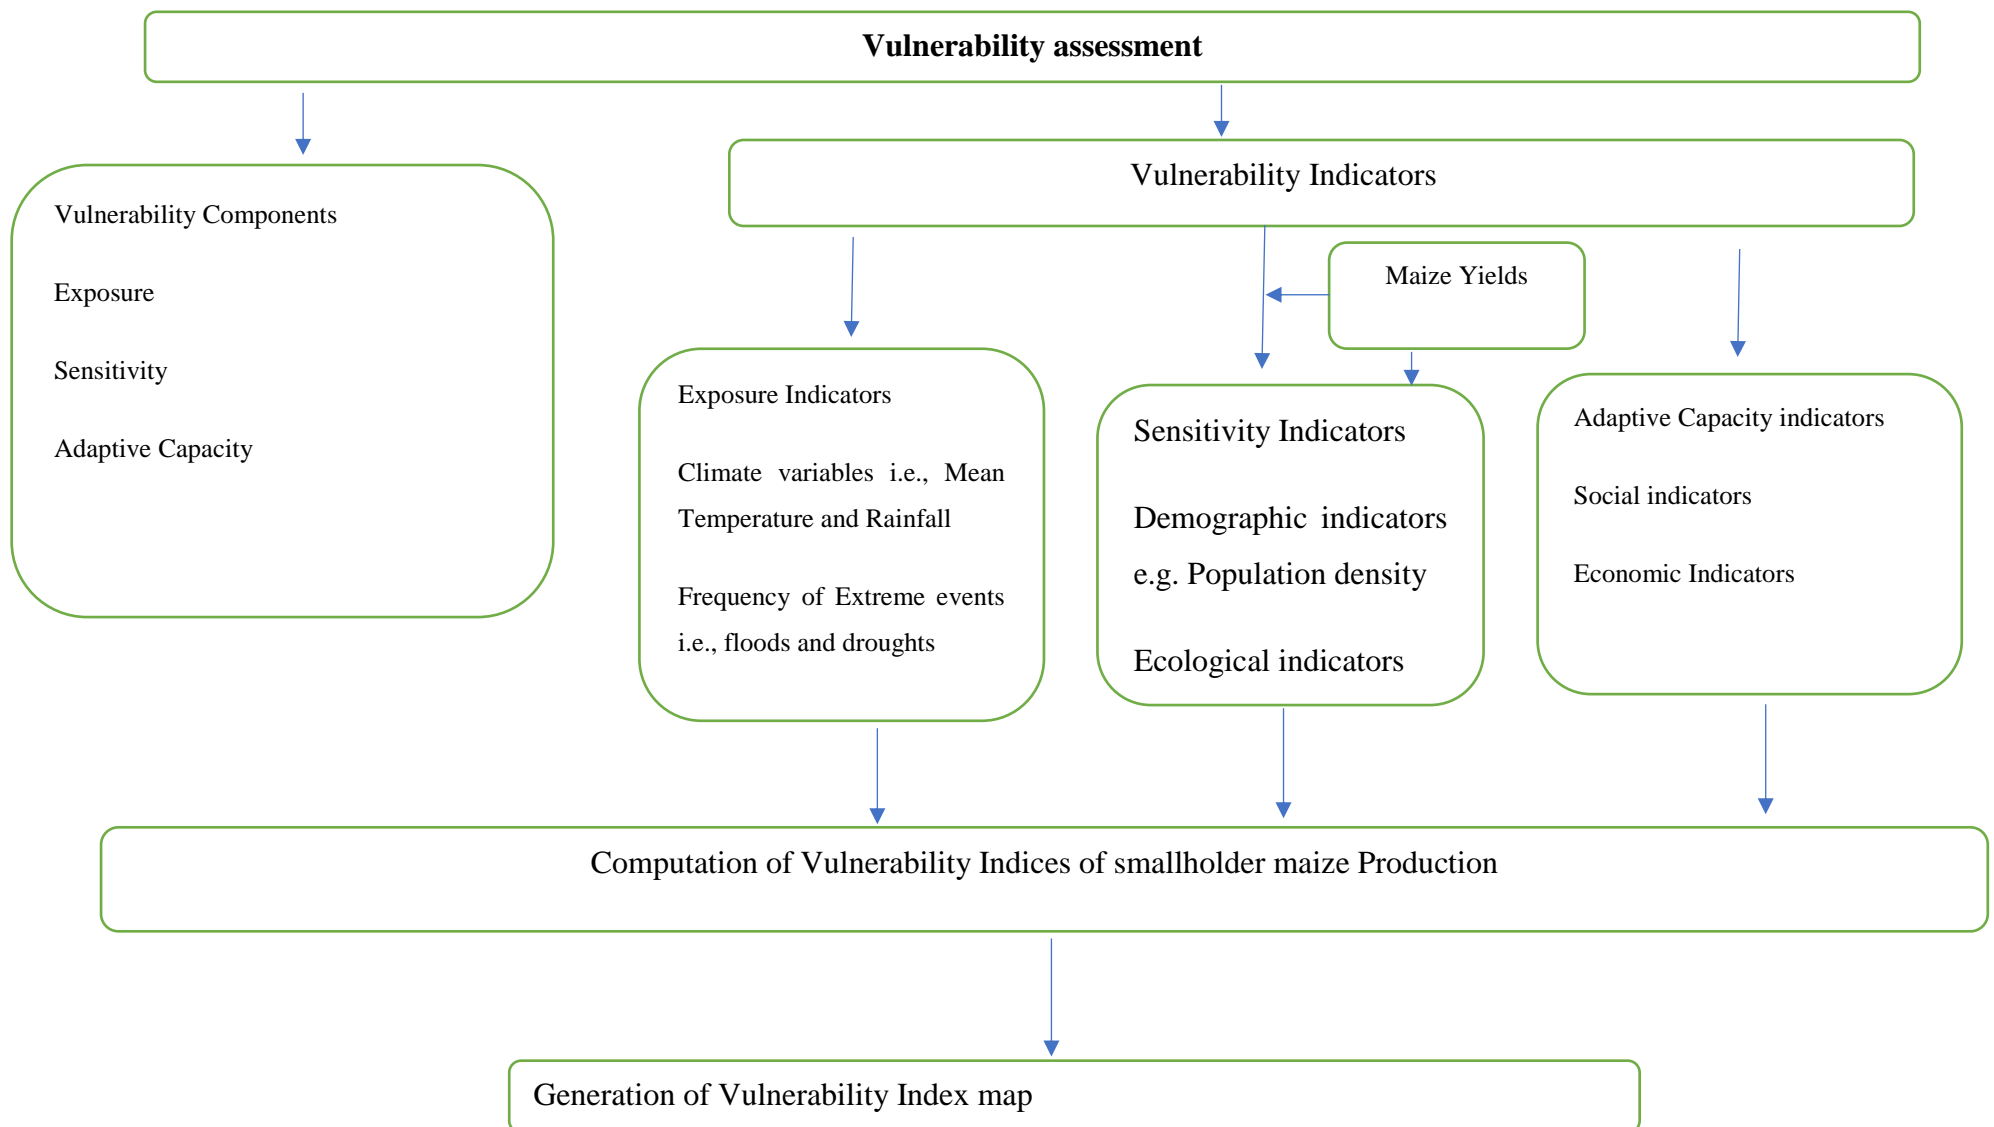 Vulnerability assessment
Vulnerability Indicators
Vulnerability Components
Exposure
Sensitivity
Adaptive Capacity
Maize Yields
Exposure Indicators
Climate variables i.e., Mean
Temperature and Rainfall
Frequency of Extreme events
i.e., floods and droughts
Sensitivity Indicators
Demographic indicators
e.g. Population density
Ecological indicators
Adaptive Capacity indicators
Social indicators
Economic Indicators
Computation of Vulnerability Indices of smallholder maize Production
Generation of Vulnerability Index map